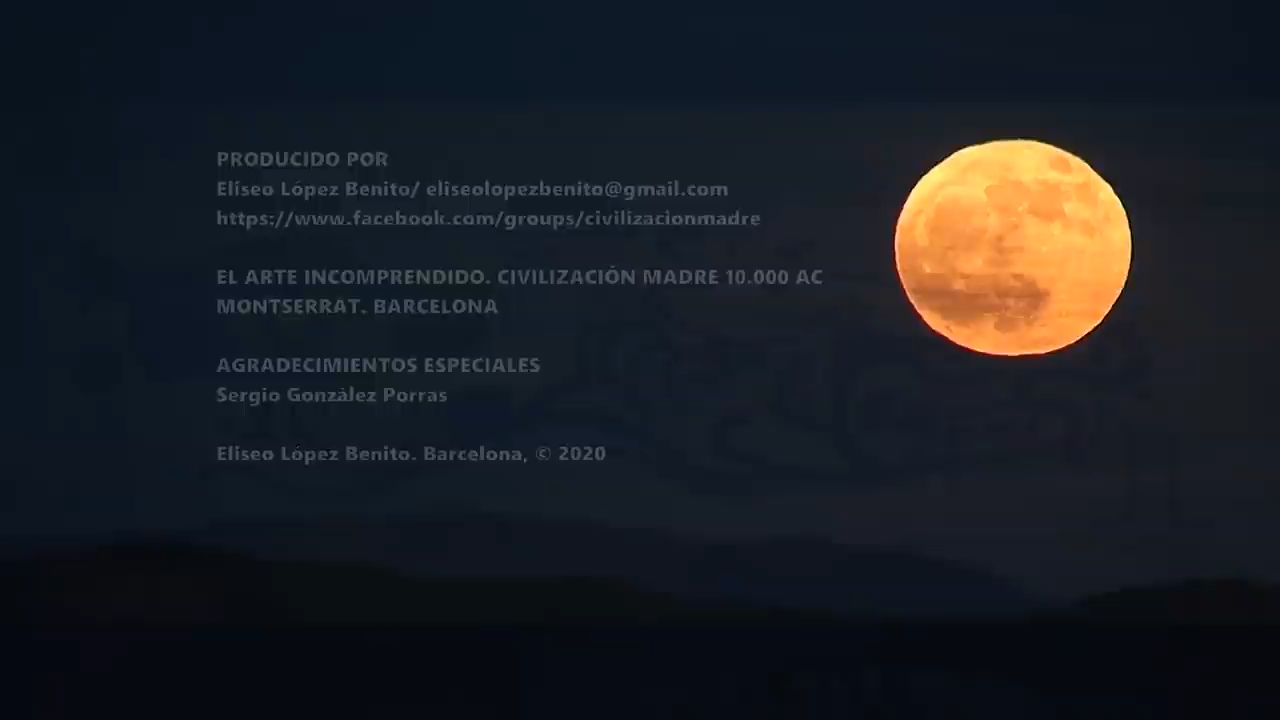 PRODUCIDO POR
Elíseo López Benito/ eliseolopezbenito@gmail.com
https://www.facebook.com/groups/civilizacionmadre
EL ARTE INCOMPRENDIDO. CIVILIZACIÓN MADRE 10.000 AC
MONTSERRAT. BARCELONA
AGRADECIMIENTOS ESPECIALES
Sergio Gonzàlez Porras
Elíseo López Benito. Barcelona, © 2020